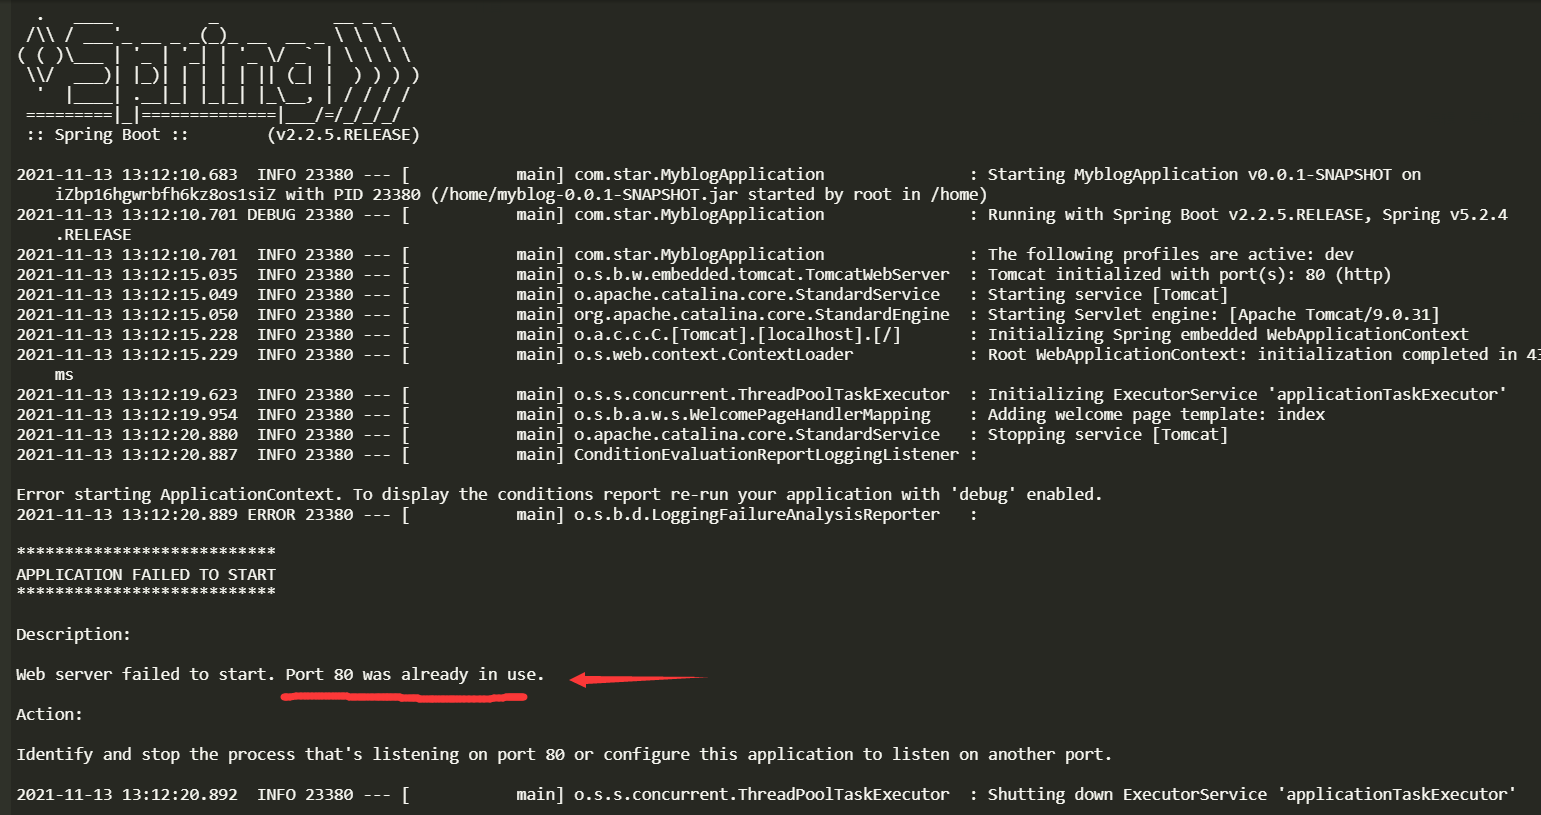 .   ____          _            __ _ _
 /\\ / ___'_ __ _ _(_)_ __  __ _ \ \ \ \
( ( )\___ | '_ | '_| | '_ \/ _` | \ \ \ \
 \\/  ___)| |_)| | | | | || (_| |  ) ) ) )
  '  |____| .__|_| |_|_| |_\__, | / / / /
 =========|_|==============|___/=/_/_/_/
 :: Spring Boot ::        (v2.2.5.RELEASE)
2021-11-13 13:12:10.683  INFO 23380 --- [           main] com.star.MyblogApplication               : Starting MyblogApplication v0.0.1-SNAPSHOT on
iZbp16hgwrbfh6kz8os1siZ with PID 23380 (/home/myblog-0.0.1-SNAPSHOT.jar started by root in /home)
2021-11-13 13:12:10.701 DEBUG 23380 --- [           main] com.star.MyblogApplication               : Running with Spring Boot v2.2.5.RELEASE, Spring v5.2.4
.RELEASE
2021-11-13 13:12:10.701  INFO 23380 --- [           main] com.star.MyblogApplication               : The following profiles are active: dev
2021-11-13 13:12:15.035  INFO 23380 --- [           main] o.s.b.w.embedded.tomcat.TomcatWebServer  : Tomcat initialized with port(s): 80 (http)
2021-11-13 13:12:15.049  INFO 23380 --- [           main] o.apache.catalina.core.StandardService   : Starting service [Tomcat]
2021-11-13 13:12:15.050  INFO 23380 --- [           main] org.apache.catalina.core.StandardEngine  : Starting Servlet engine: [Apache Tomcat/9.0.31]
2021-11-13 13:12:15.228  INFO 23380 --- [           main] o.a.c.c.C.[Tomcat].[localhost].[/]       : Initializing Spring embedded WebApplicationContext
2021-11-13 13:12:15.229  INFO 23380 --- [           main] o.s.web.context.ContextLoader            : Root WebApplicationContext: initialization completed in
ms
2021-11-13 13:12:19.623  INFO 23380 --- [           main] o.s.s.concurrent.ThreadPoolTaskExecutor  : Initializing ExecutorService 'applicationTaskExecutor'
2021-11-13 13:12:19.954  INFO 23380 --- [           main] o.s.b.a.w.s.WelcomePageHandlerMapping    : Adding welcome page template: index
2021-11-13 13:12:20.880  INFO 23380 --- [           main] o.apache.catalina.core.StandardService   : Stopping service [Tomcat]
2021-11-13 13:12:20.887  INFO 23380 --- [           main] ConditionEvaluationReportLoggingListener :
Error starting ApplicationContext. To display the conditions report re-run your application with 'debug' enabled.
2021-11-13 13:12:20.889 ERROR 23380 --- [           main] o.s.b.d.LoggingFailureAnalysisReporter   :
***************************
APPLICATION FAILED TO START
***************************
Description:
Web server failed to start. Port 80 was already in use.
Action:
Identify and stop the process that's listening on port 80 or configure this application to listen on another port.
2021-11-13 13:12:20.892  INFO 23380 --- [           main] o.s.s.concurrent.ThreadPoolTaskExecutor  : Shutting down ExecutorService 'applicationTaskExecutor'